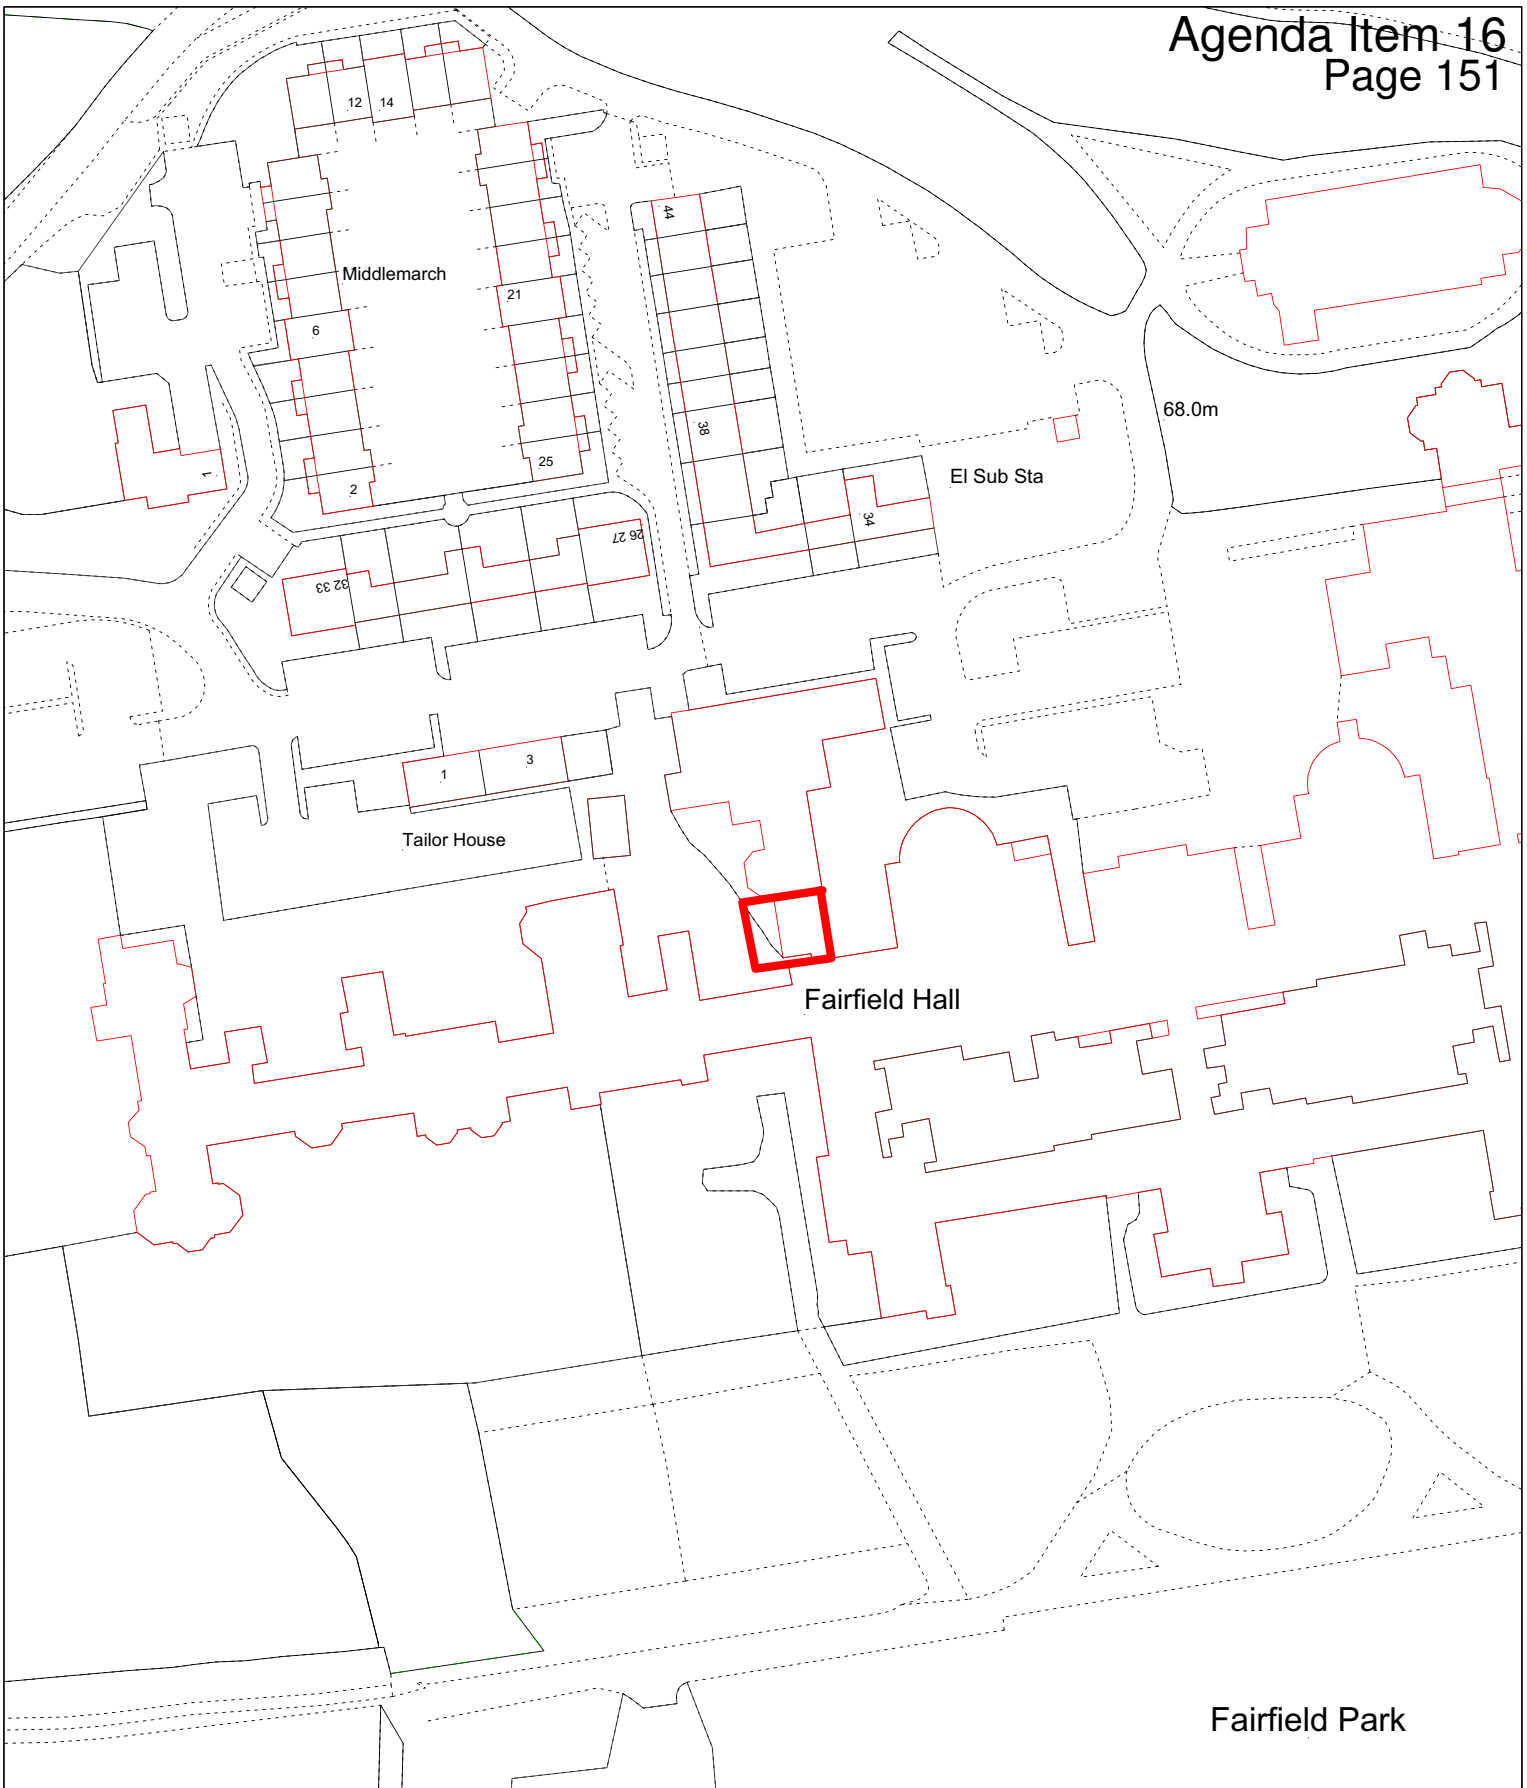 Agenda Item 16
Page 151
12 14
44
Middlemarch
21
6
68.0m
38
25
1
2
El Sub Sta
34
26 27
32 33
3
1
Tailor House
Fairfield Hall
Fairfield Park